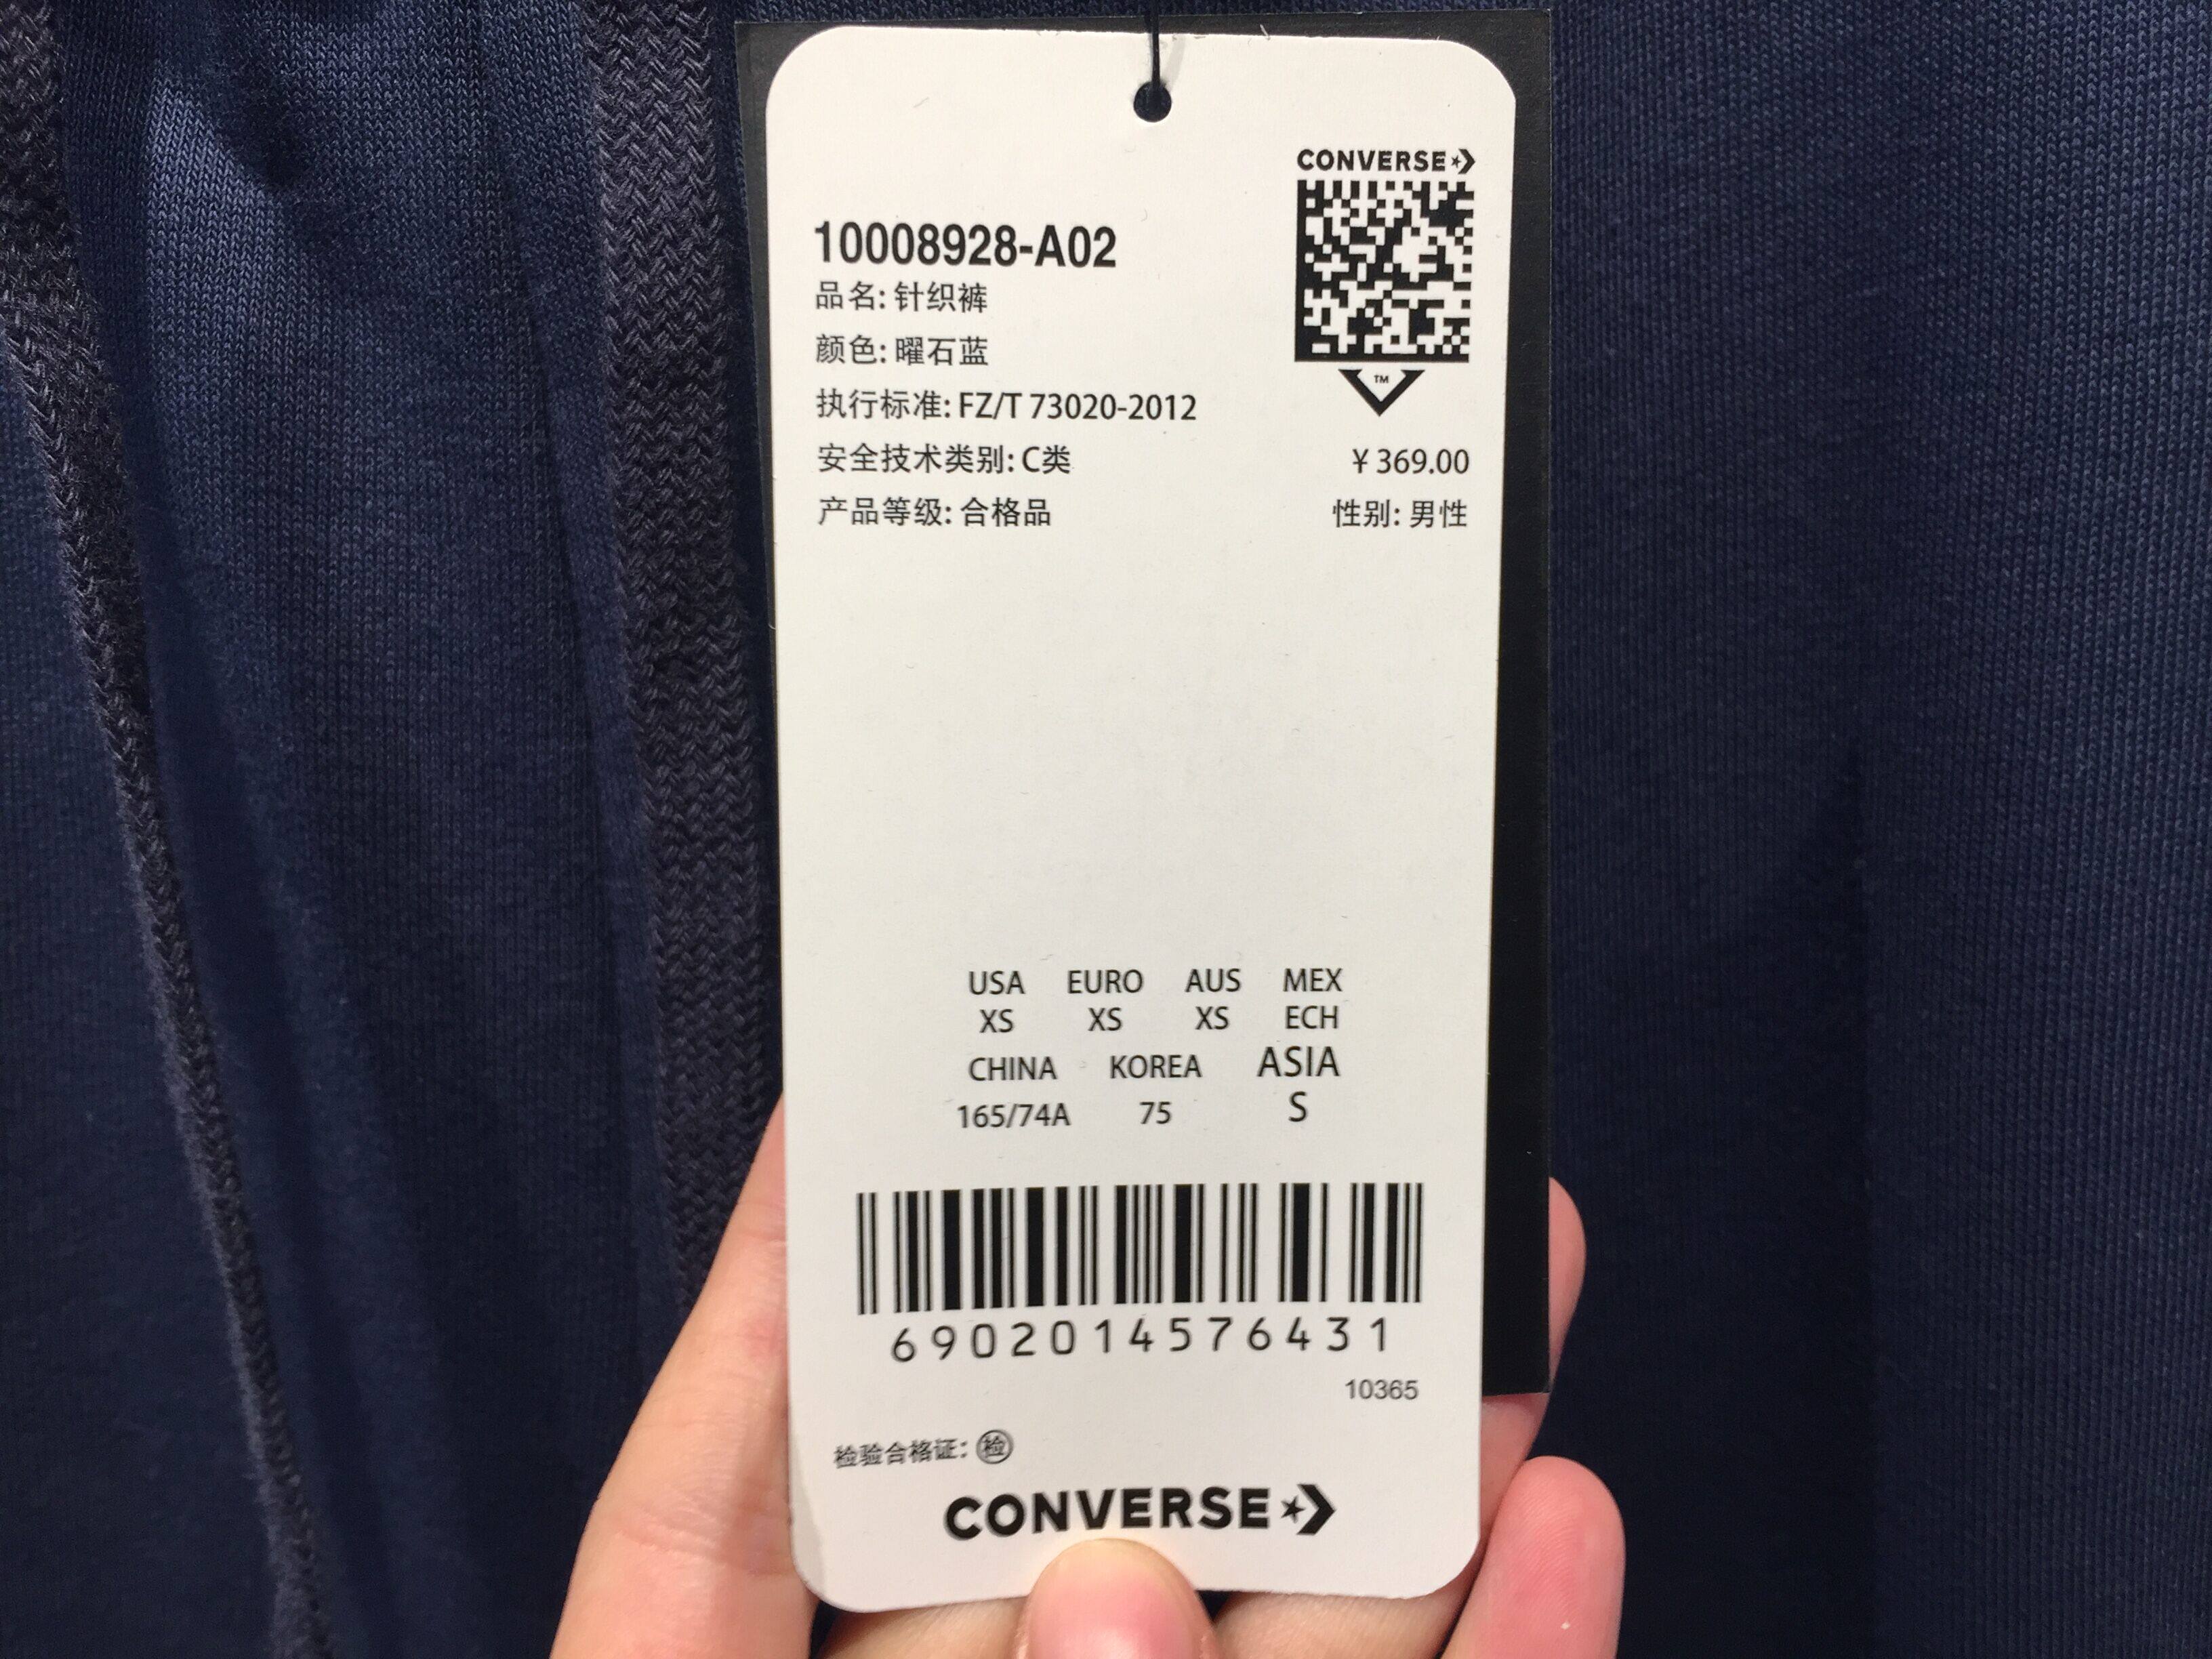 CONVERSE
10008928-A02
品名: 针织裤
颜色: 曜石蓝
执行标准: FZ/T 73020-2012
TM
安全技术类别: C类
¥ 369.00
产品等级: 合格品
性别: 男性
USA EURO AUS MEX
XS XS XS ECH
CHINA KOREA ASIA
165/74A 75 S
6902014576431
10365
检验合格证: 检
CONVERSE